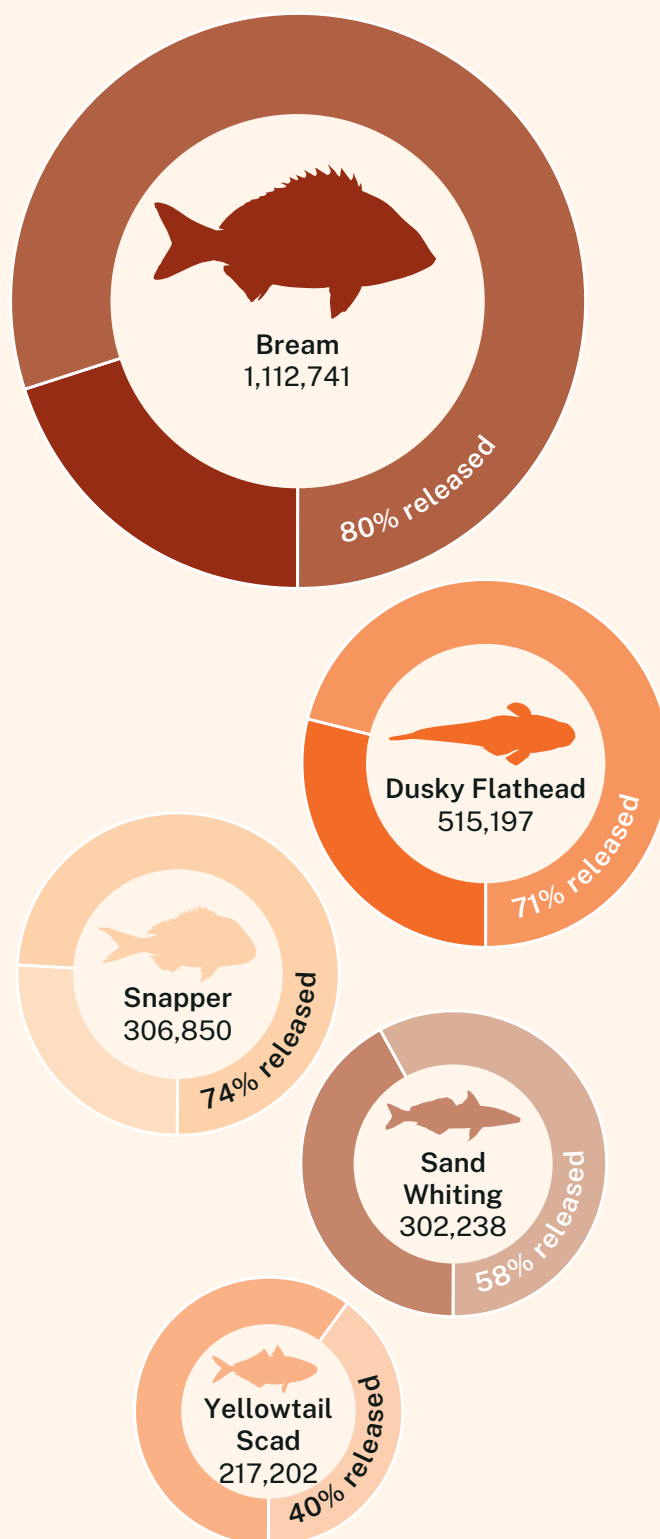 Bream
1,112,741
80% released
Dusky Flathead
515,197
71% released
Snapper
306,850
74% released
Sand
Whiting
302,238
58% released
Yellowtail
Scad
217,202
40% released